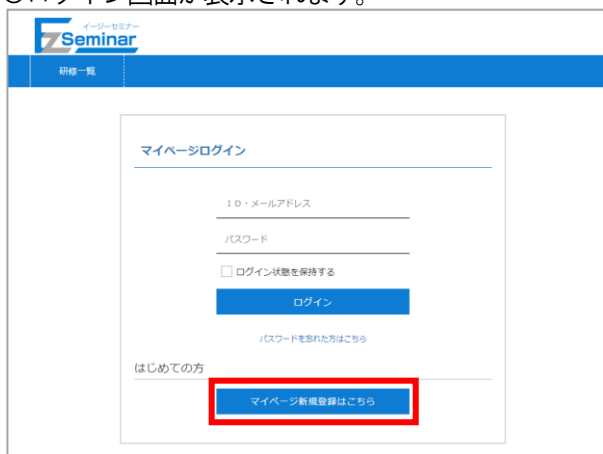 イン画面が表示されます。
イージーセミナー
EZSeminar
研修一覧
マイページログイン
ID・メールアドレス
パスワード
ログイン状態を保持する
ログイン
パスワードを忘れた方はこちら
はじめての方
マイページ新規登録はこちら